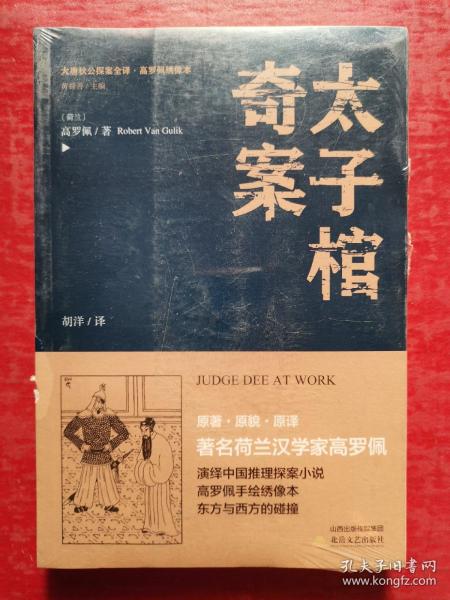 大唐狄公探案全译·高罗佩绣像本
黄禄善/主编
〔荷兰〕
高罗佩/著 Robert Van Gulik
太子棺
奇案
胡洋/译
JUDGE DEE AT WORK
原著·原貌·原译
著名荷兰汉学家高罗佩
演绎中国推理探案小说
高罗佩手绘绣像本
东方与西方的碰撞
山西出版传媒集团
北岳文艺出版社
孔夫子旧书网
www.kongfz.com